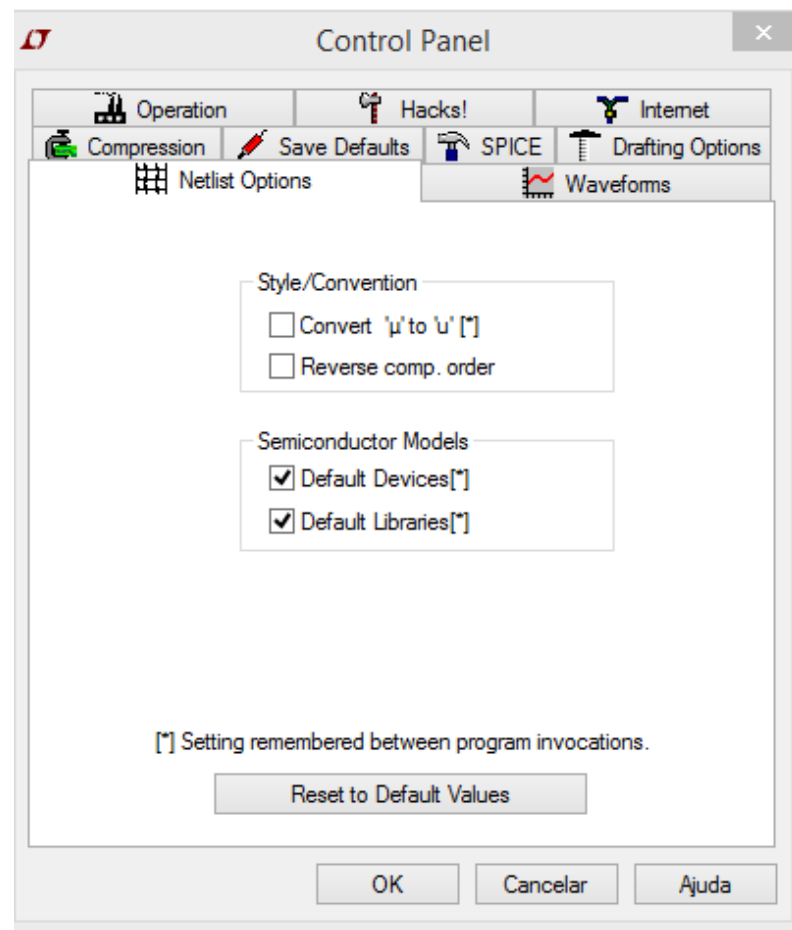 Control Panel
Operation Hacks! Internet
Compression Save Defaults SPICE Drafting Options
Netlist Options Waveforms
Style/Convention
Convert 'µ' to 'u' [*]
Reverse comp. order
Semiconductor Models
Default Devices[*]
Default Libraries[*]
[*] Setting remembered between program invocations.
Reset to Default Values
OK Cancelar Ajuda